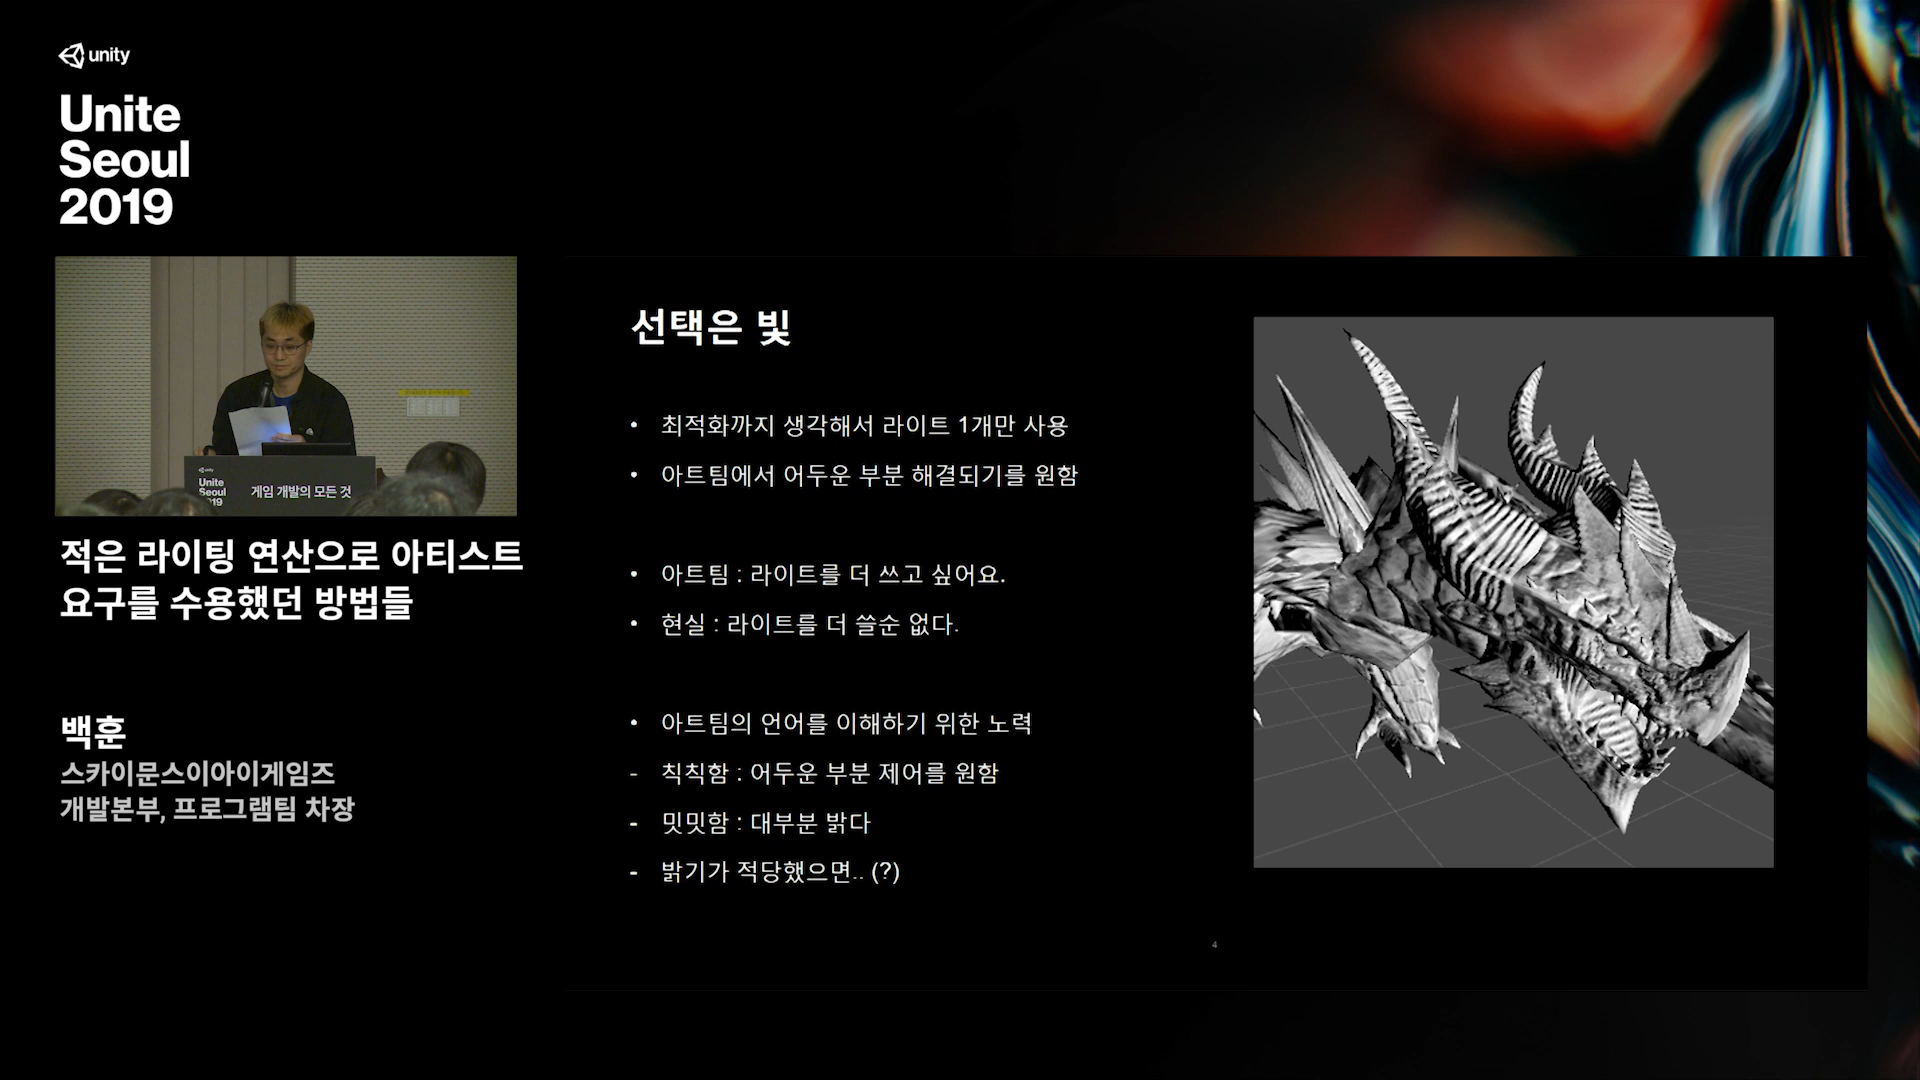 unity
Unite
Seoul
2019
unity
Unite
Seoul
게임 개발의 모든 것
적은 라이팅 연산으로 아티스트
요구를 수용했던 방법들
백훈
스카이문스이아이게임즈
개발본부, 프로그램팀 차장
선택은 빛
• 최적화까지 생각해서 라이트 1개만 사용
• 아트팀에서 어두운 부분 해결되기를 원함
• 아트팀 : 라이트를 더 쓰고 싶어요.
• 현실 : 라이트를 더 쓸순 없다.
• 아트팀의 언어를 이해하기 위한 노력
- 칙칙함 : 어두운 부분 제어를 원함
- 밋밋함 : 대부분 밝다
- 밝기가 적당했으면.. (?)
4